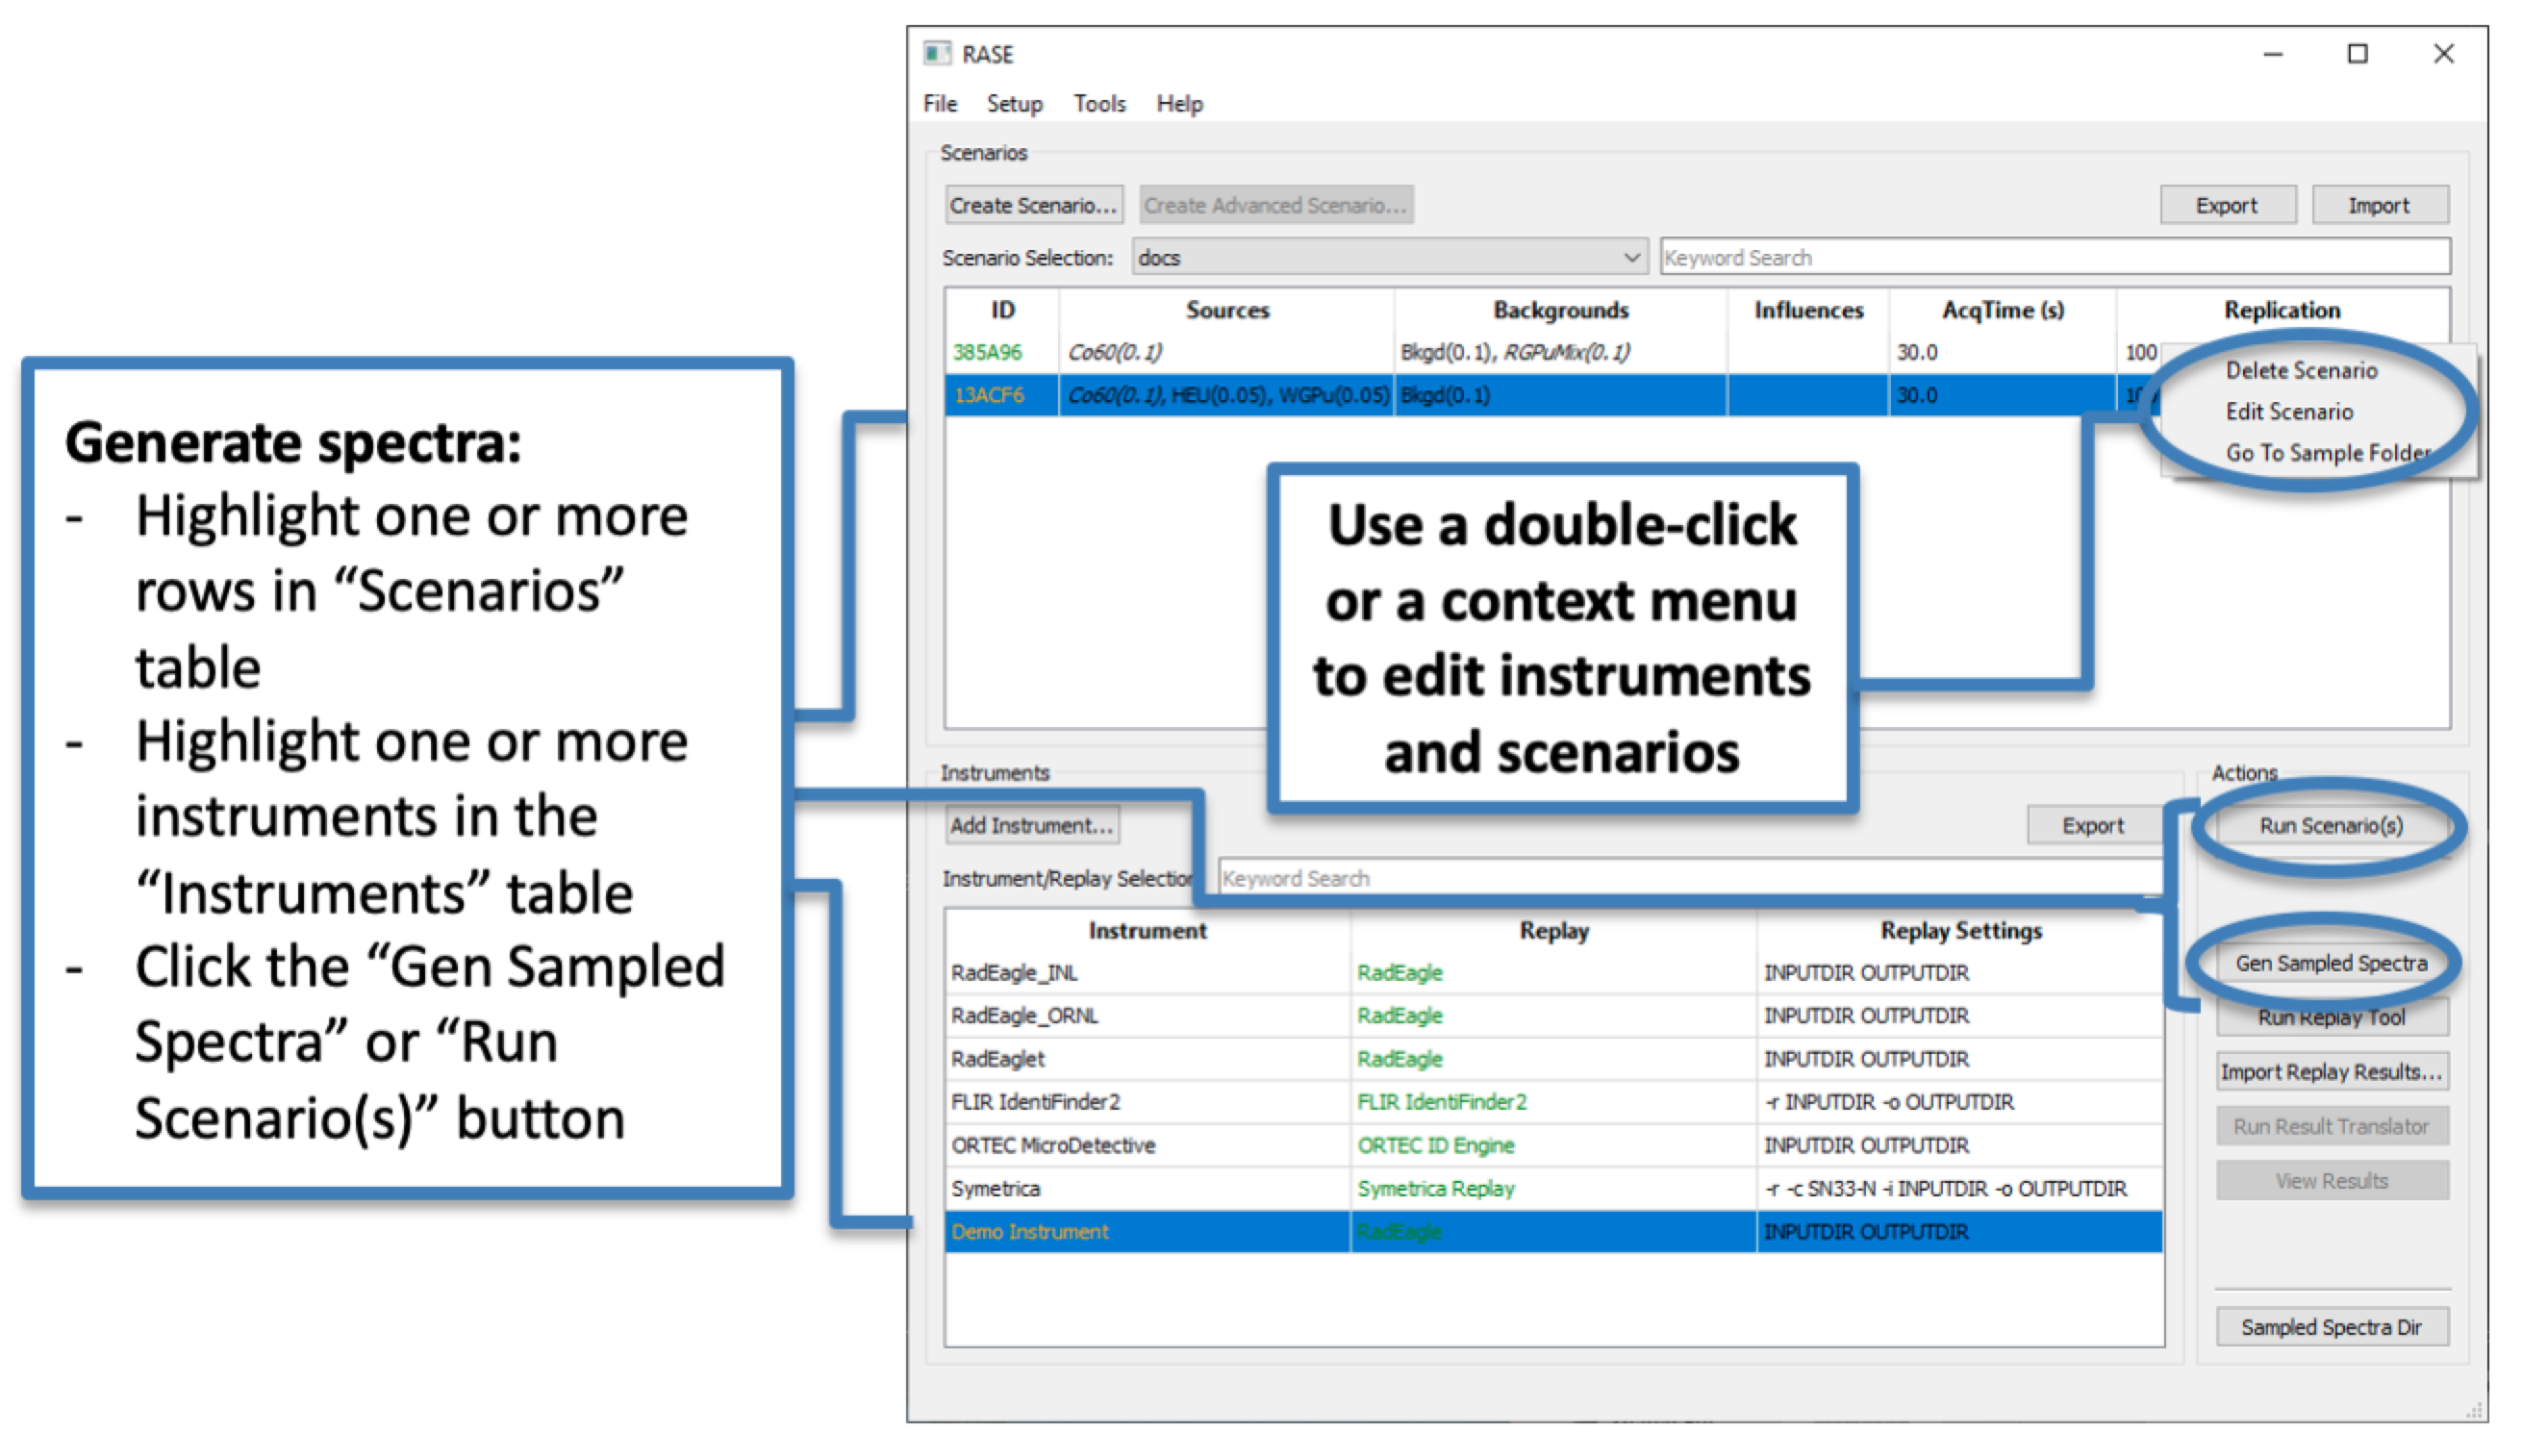 RASE
File Setup Tools Help
Scenarios
Create Scenario... Create Advanced Scenario... Export Import
Scenario Selection: docs Keyword Search
ID Sources Backgrounds Influences AcqTime (s) Replication
385A96 Co60(0.1) Bkgd(0.1), RGPuMix(0.1) 30.0 100
13ACF6 Co60(0.1), HEU(0.05), WGPu(0.05) Bkgd(0.1) 30.0
Delete Scenario
Edit Scenario
Go To Sample Folder
Generate spectra:
- Highlight one or more
rows in “Scenarios”
table
- Highlight one or more
instruments in the
“Instruments” table
- Click the “Gen Sampled
Spectra” or “Run
Scenario(s)” button
Use a double-click
or a context menu
to edit instruments
and scenarios
Instruments
Add Instrument... Export
Instrument/Replay Selection Keyword Search
Instrument Replay Replay Settings
RadEagle_INL RadEagle INPUTDIR OUTPUTDIR
RadEagle_ORNL RadEagle INPUTDIR OUTPUTDIR
RadEaglet RadEagle INPUTDIR OUTPUTDIR
FLIR IdentiFinder2 FLIR IdentiFinder2 -r INPUTDIR -o OUTPUTDIR
ORTEC MicroDetective ORTEC ID Engine INPUTDIR OUTPUTDIR
Symetrica Symetrica Replay -r -c SN33-N -i INPUTDIR -o OUTPUTDIR
Demo Instrument RadEagle INPUTDIR OUTPUTDIR
Actions
Run Scenario(s)
Gen Sampled Spectra
Run Replay Tool
Import Replay Results...
Run Result Translator
View Results
Sampled Spectra Dir